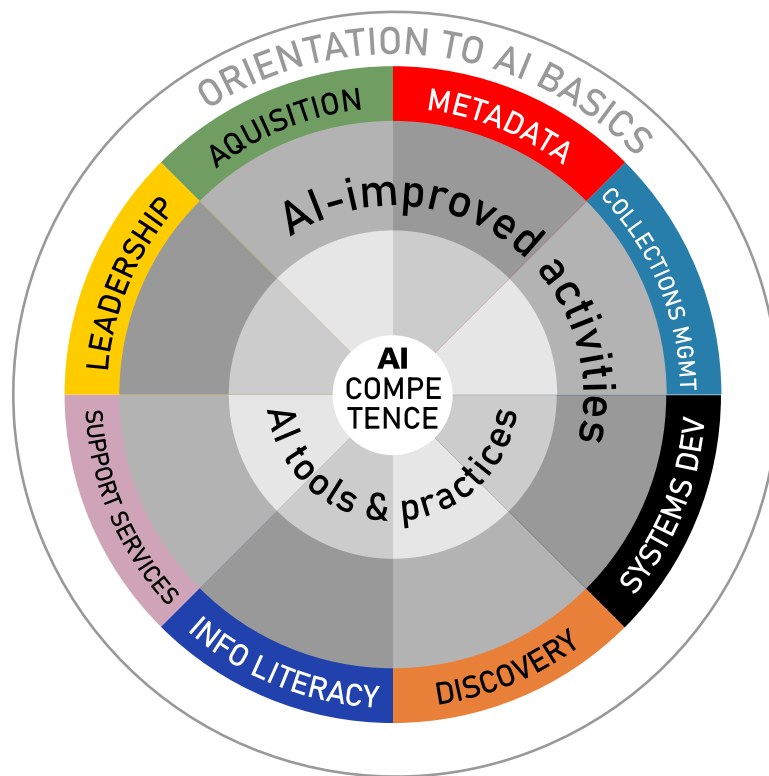 ORIENTATION TO AI BASICS
AQUISITION
METADATA
COLLECTIONS MGMT
SYSTEMS DEV
DISCOVERY
INFO LITERACY
SUPPORT SERVICES
LEADERSHIP
AI-improved activities
AI tools & practices
AI
COMPE
TENCE